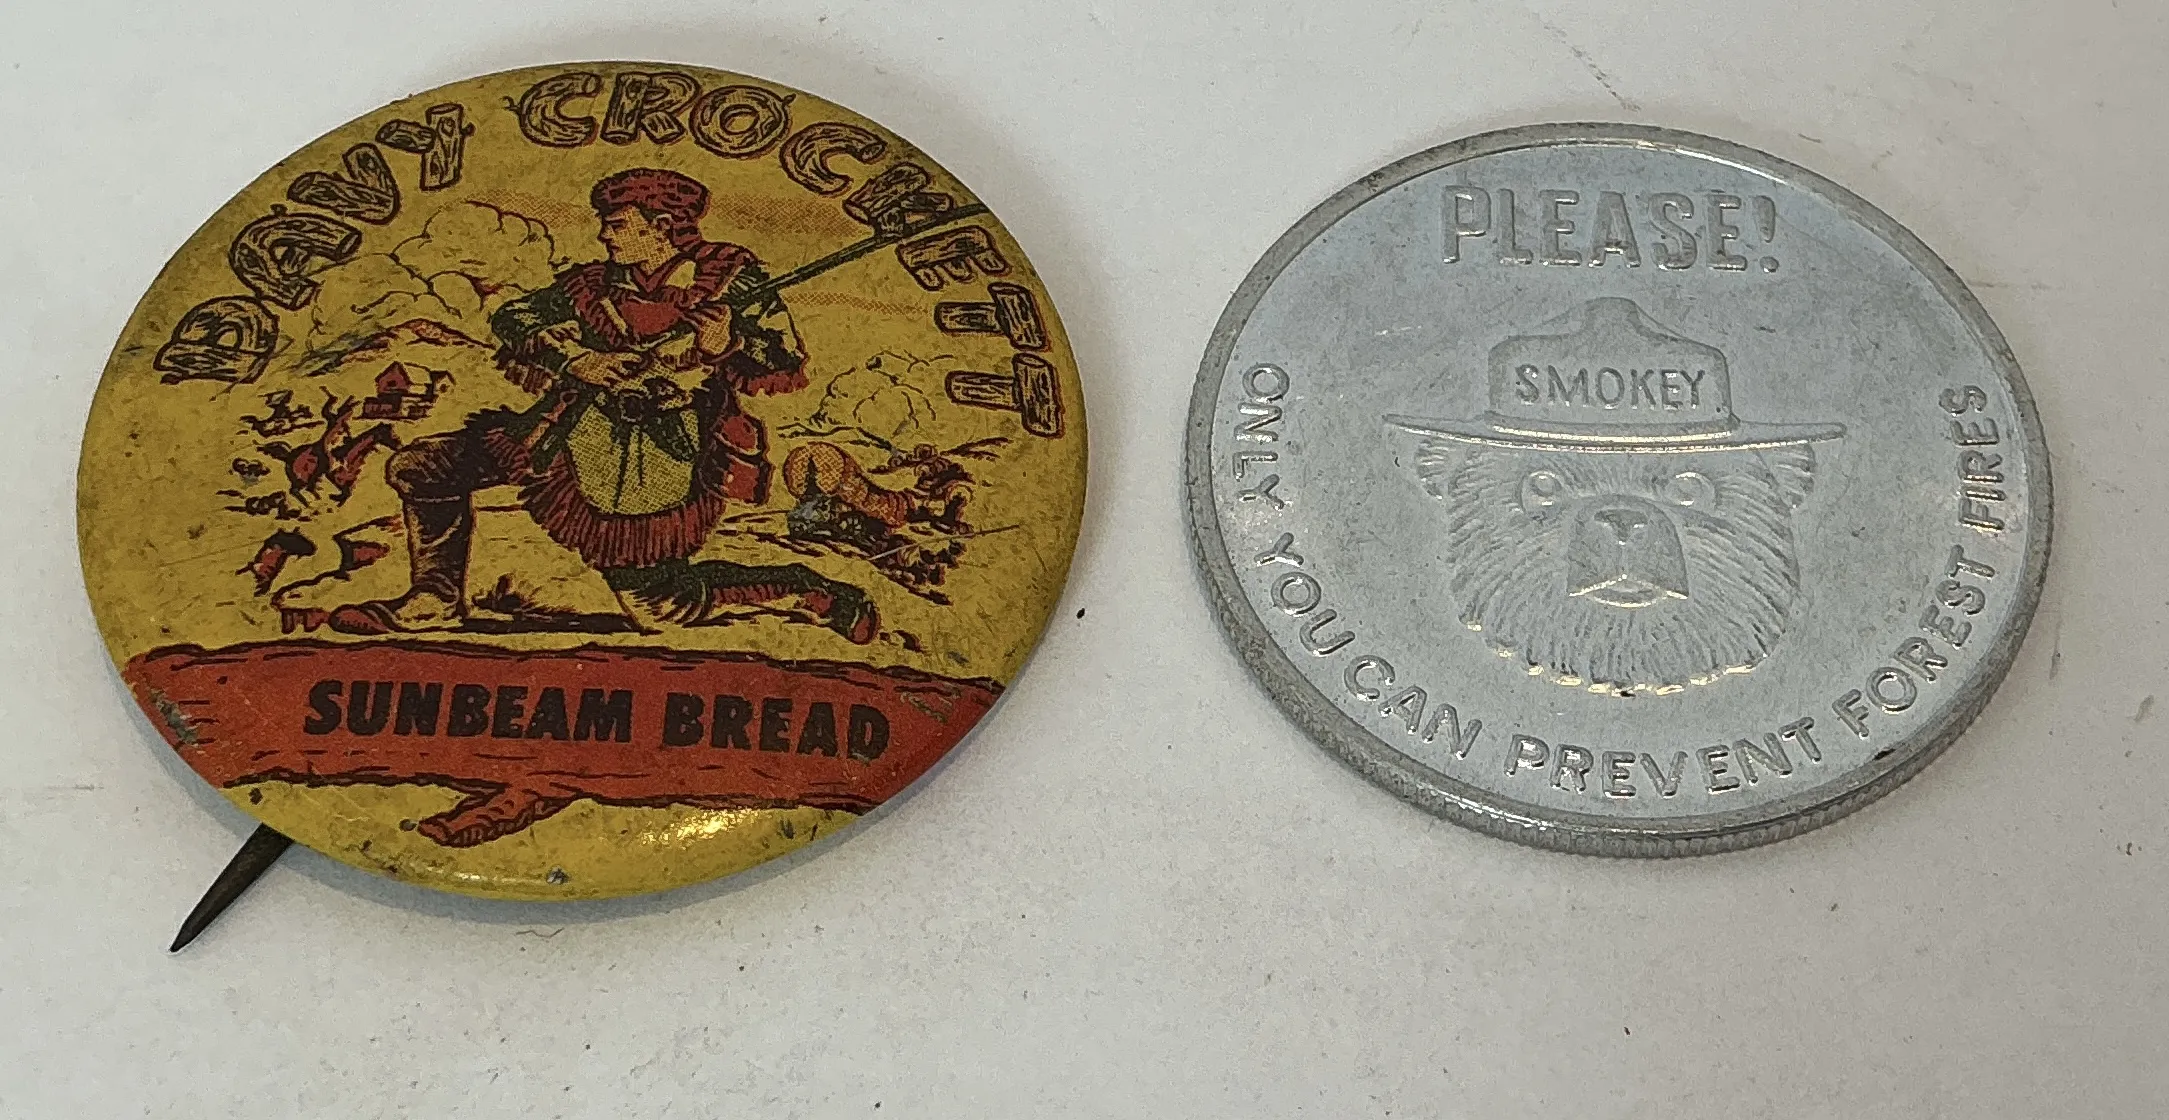 DAVY CROCKETT
SUNBEAM BREAD
PLEASE!
SMOKEY
ONLY YOU CAN PREVENT FOREST FIRES